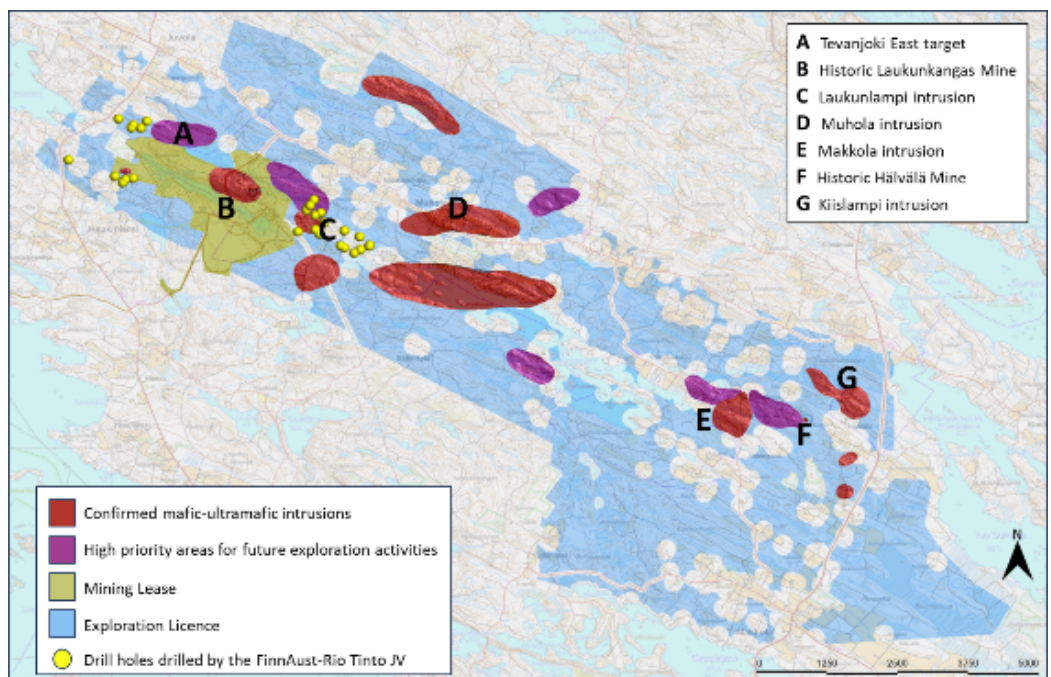 A Tevanjoki East target
B Historic Laukunkangas Mine
C Laukunlampi intrusion
D Muhola intrusion
E Makkola intrusion
F Historic Hälvälä Mine
G Kiislampi intrusion
A
B
C
D
E
F
G
Confirmed mafic-ultramafic intrusions
High priority areas for future exploration activities
Mining Lease
Exploration Licence
Drill holes drilled by the FinnAust-Rio Tinto JV
N
0 1250 2500 3750 5000